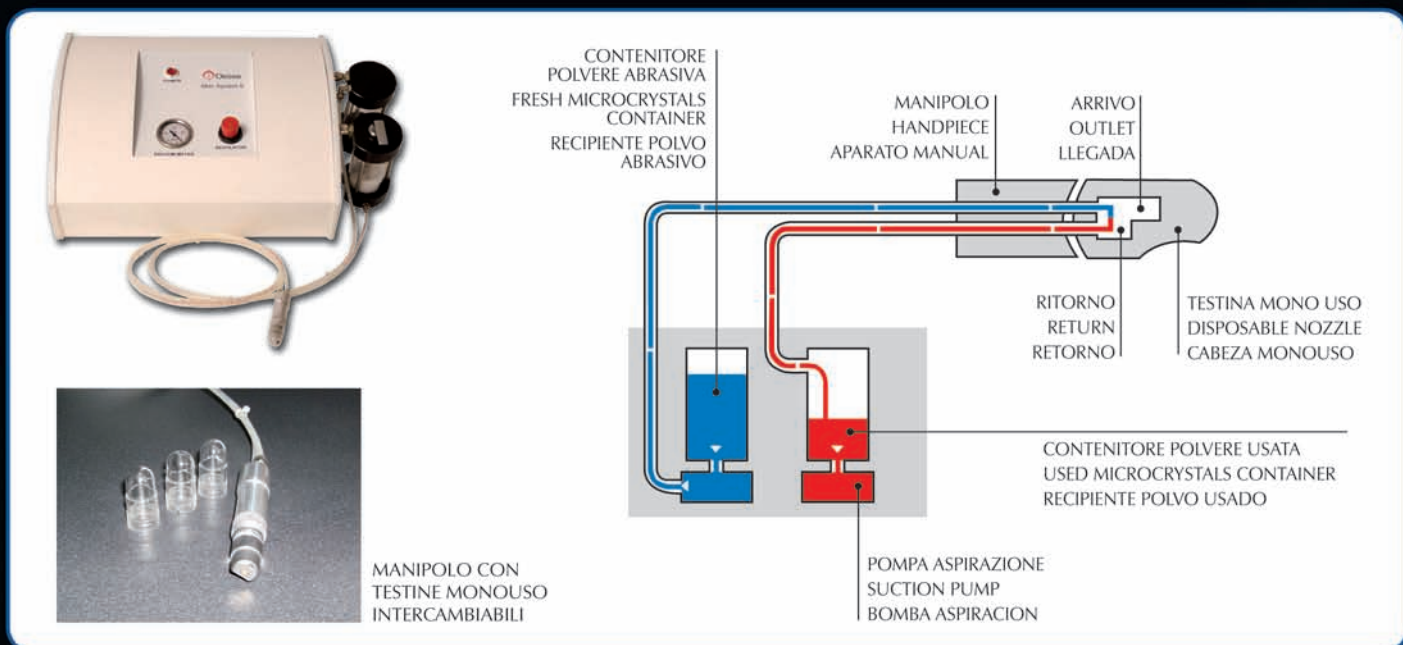 CONTENITORE
POLVERE ABRASIVA
FRESH MICROCRYSTALS
CONTAINER
RECIPIENTE POLVO
ABRASIVO
MANIPOLO
HANDPIECE
APARATO MANUAL
ARRIVO
OUTLET
LLEGADA
RITORNO
RETURN
RETORNO
TESTINA MONO USO
DISPOSABLE NOZZLE
CABEZA MONOUSO
CONTENITORE POLVERE USATA
USED MICROCRYSTALS CONTAINER
RECIPIENTE POLVO USADO
POMPA ASPIRAZIONE
SUCTION PUMP
BOMBA ASPIRACION
MANIPOLO CON
TESTINE MONOUSO
INTERCAMBIABILI